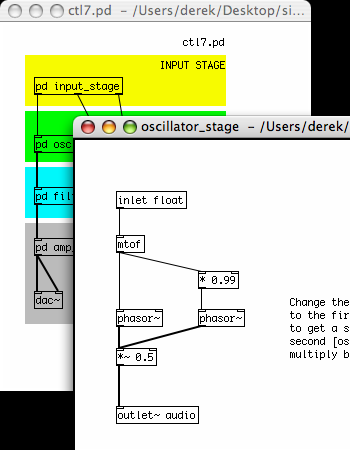 ctl7.pd - /Users/derek/Desktop/si...
ctl7.pd
INPUT STAGE
pd input_stage
pd osc
pd fil
pd amp
dac~
oscillator_stage - /Users/derek/
inlet float
mtof
* 0.99
phasor~ phasor~
*~ 0.5
outlet~ audio
Change the
to the fir
to get a s
second [os
multiply b